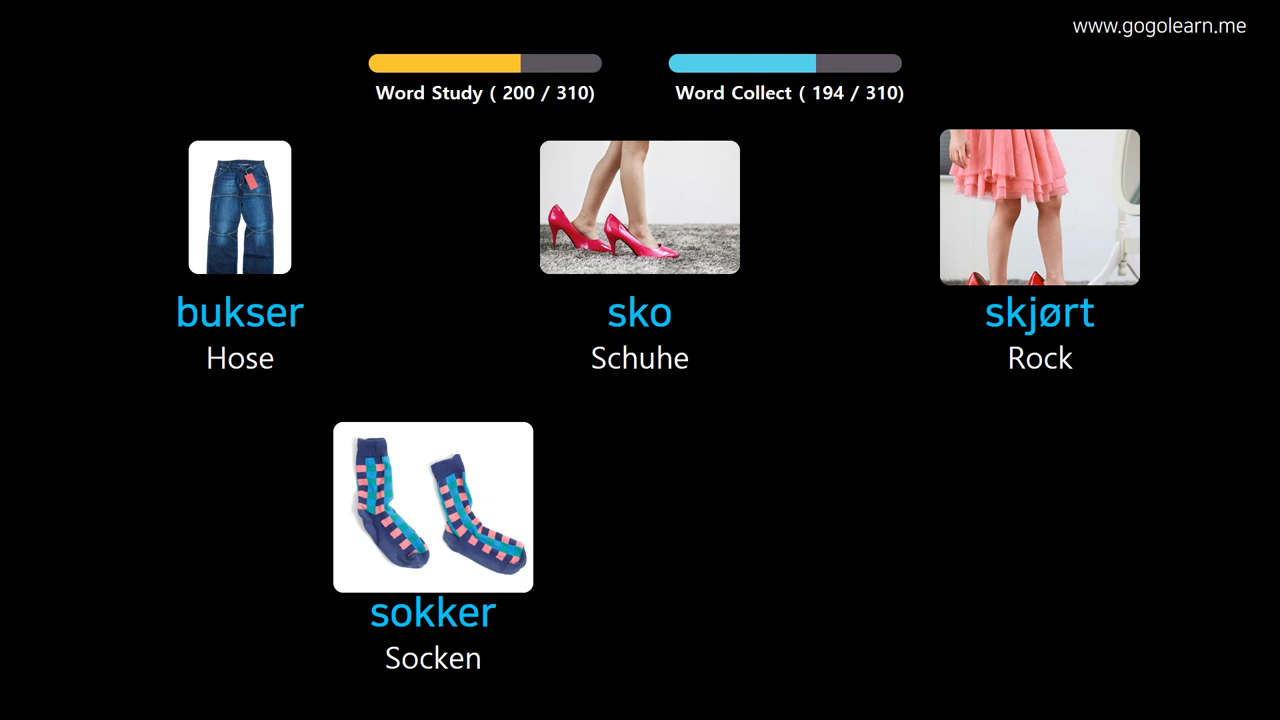 www.gogolearn.me
Word Study ( 200 / 310)
Word Collect ( 194 / 310)
bukser
Hose
sko
Schuhe
skjørt
Rock
sokker
Socken